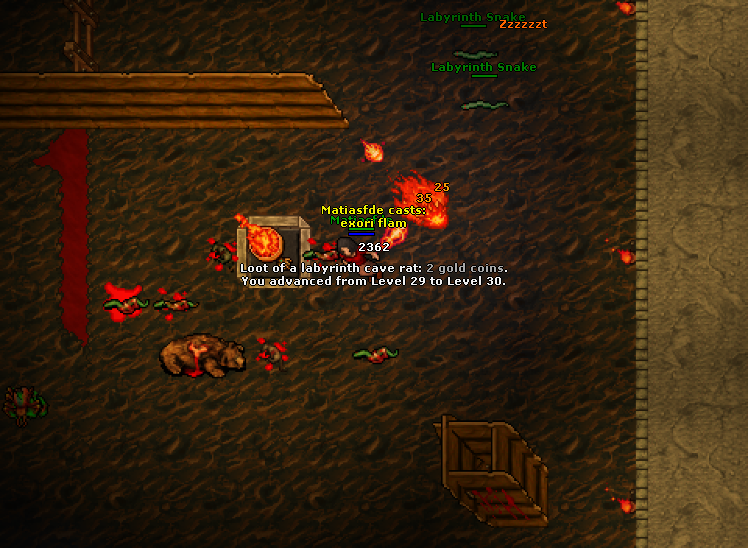 Labyrinth Snake
Zzzzzzt
Labyrinth Snake
25
35
Matiasfde casts:
exori flam
2362
Loot of a labyrinth cave rat: 2 gold coins.
You advanced from Level 29 to Level 30.